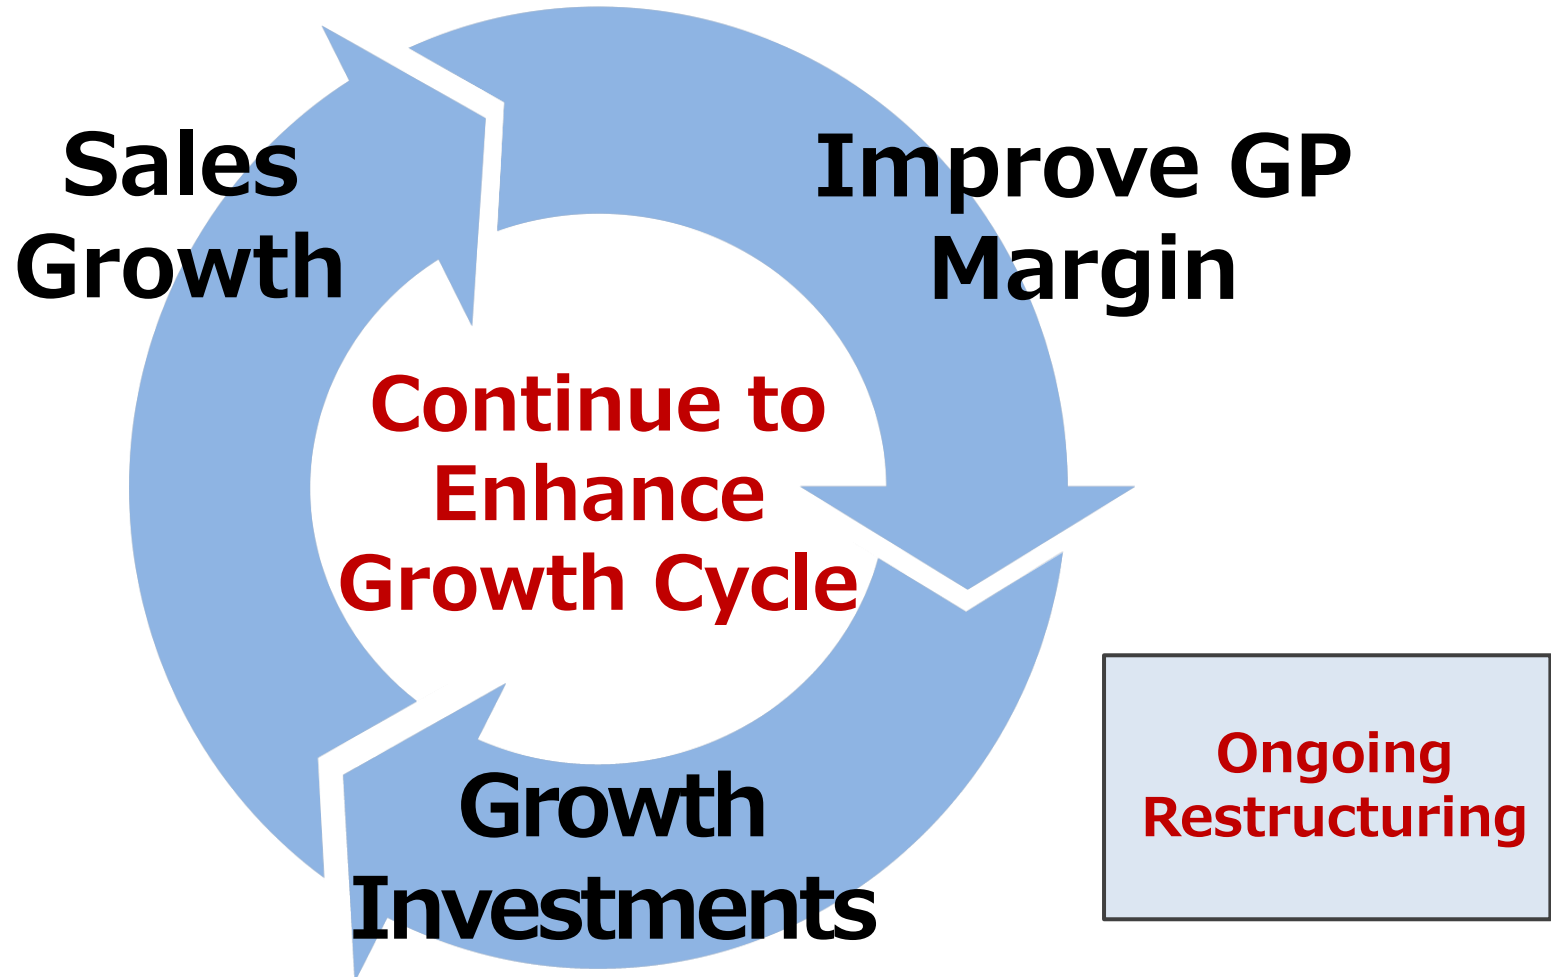 Sales
Growth
Improve GP
Margin
Continue to
Enhance
Growth Cycle
Growth
Investments
Ongoing
Restructuring